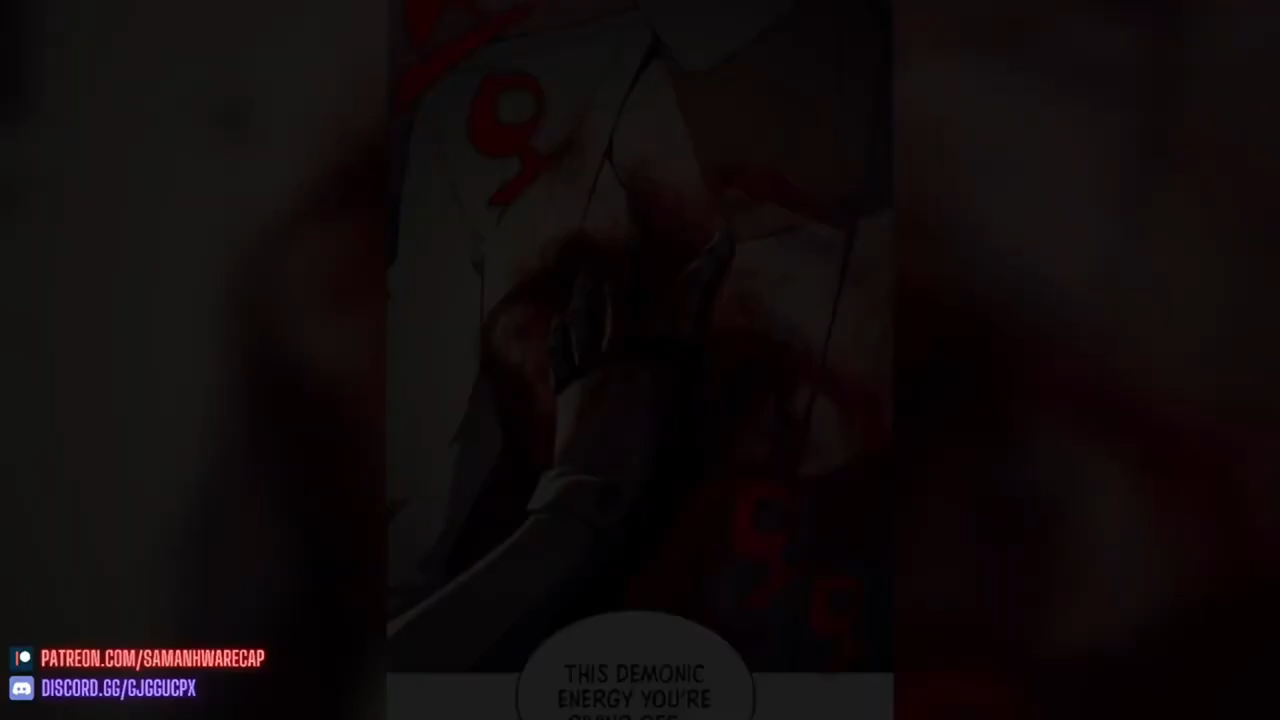 THIS DEMONIC
ENERGY YOU'RE
PATREON.COM/SAMANHWARECAP
DISCORD.GG/GJGGUCPX